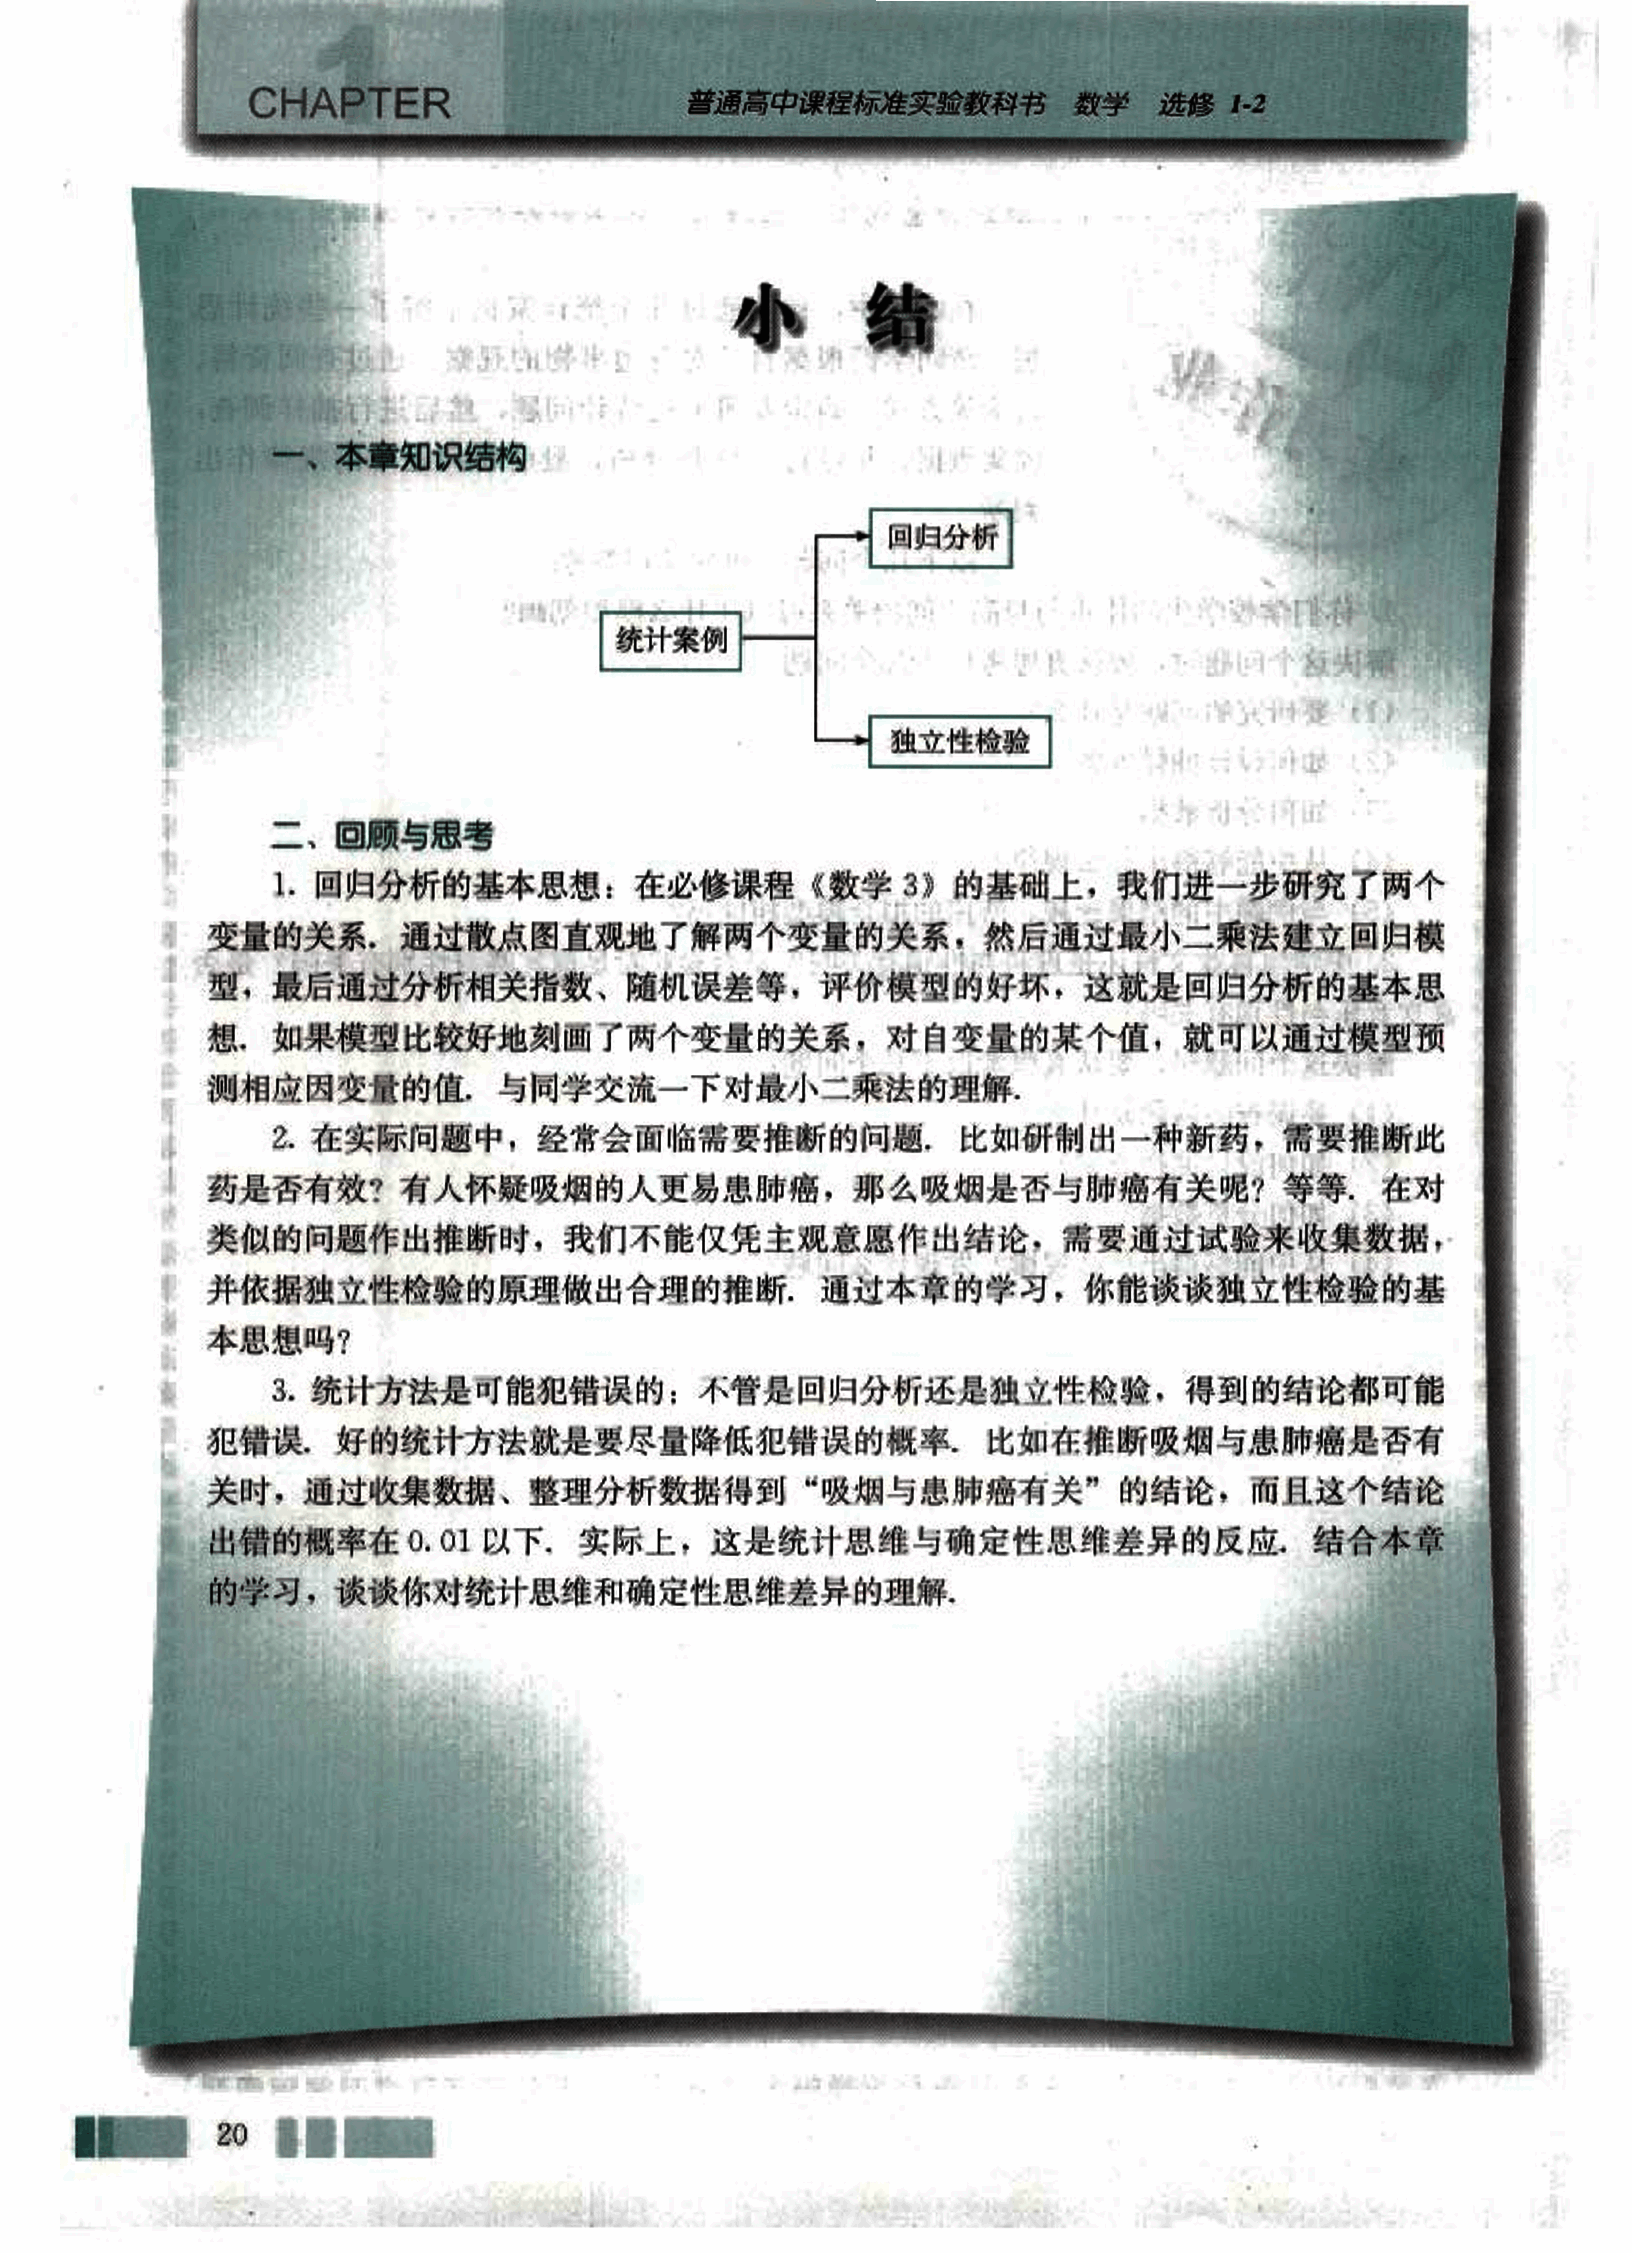 1
CHAPTER
普通高中课程标准实验教科书 数学 选修 1-2
小 结
一、本章知识结构
回归分析
统计案例
独立性检验
二、回顾与思考
1. 回归分析的基本思想：在必修课程《数学 3》的基础上，我们进一步研究了两个
变量的关系. 通过散点图直观地了解两个变量的关系，然后通过最小二乘法建立回归模
型，最后通过分析相关指数、随机误差等，评价模型的好坏，这就是回归分析的基本思
想. 如果模型比较好地刻画了两个变量的关系，对自变量的某个值，就可以通过模型预
测相应因变量的值. 与同学交流一下对最小二乘法的理解.
2. 在实际问题中，经常会面临需要推断的问题. 比如研制出一种新药，需要推断此
药是否有效？有人怀疑吸烟的人更易患肺癌，那么吸烟是否与肺癌有关呢？等等. 在对
类似的问题作出推断时，我们不能仅凭主观意愿作出结论，需要通过试验来收集数据，
并依据独立性检验的原理做出合理的推断. 通过本章的学习，你能谈谈独立性检验的基
本思想吗？
3. 统计方法是可能犯错误的：不管是回归分析还是独立性检验，得到的结论都可能
犯错误. 好的统计方法就是要尽量降低犯错误的概率. 比如在推断吸烟与患肺癌是否有
关时，通过收集数据、整理分析数据得到“吸烟与患肺癌有关”的结论，而且这个结论
出错的概率在 0.01 以下. 实际上，这是统计思维与确定性思维差异的反应. 结合本章
的学习，谈谈你对统计思维和确定性思维差异的理解.
20